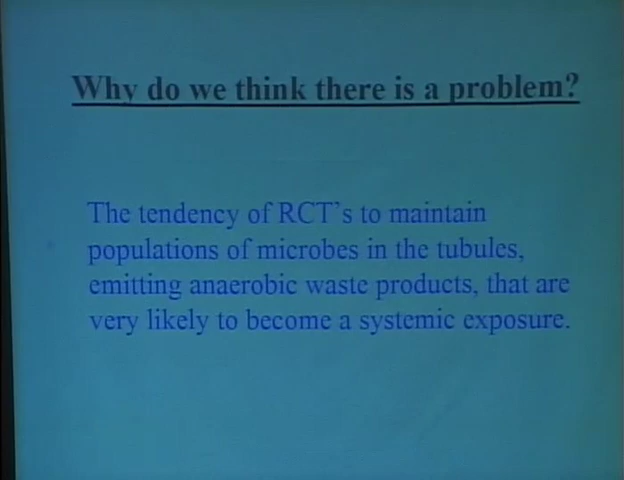 Why do we think there is a problem?
The tendency of RCT's to maintain
populations of microbes in the tubules,
emitting anaerobic waste products, that are
very likely to become a systemic exposure.